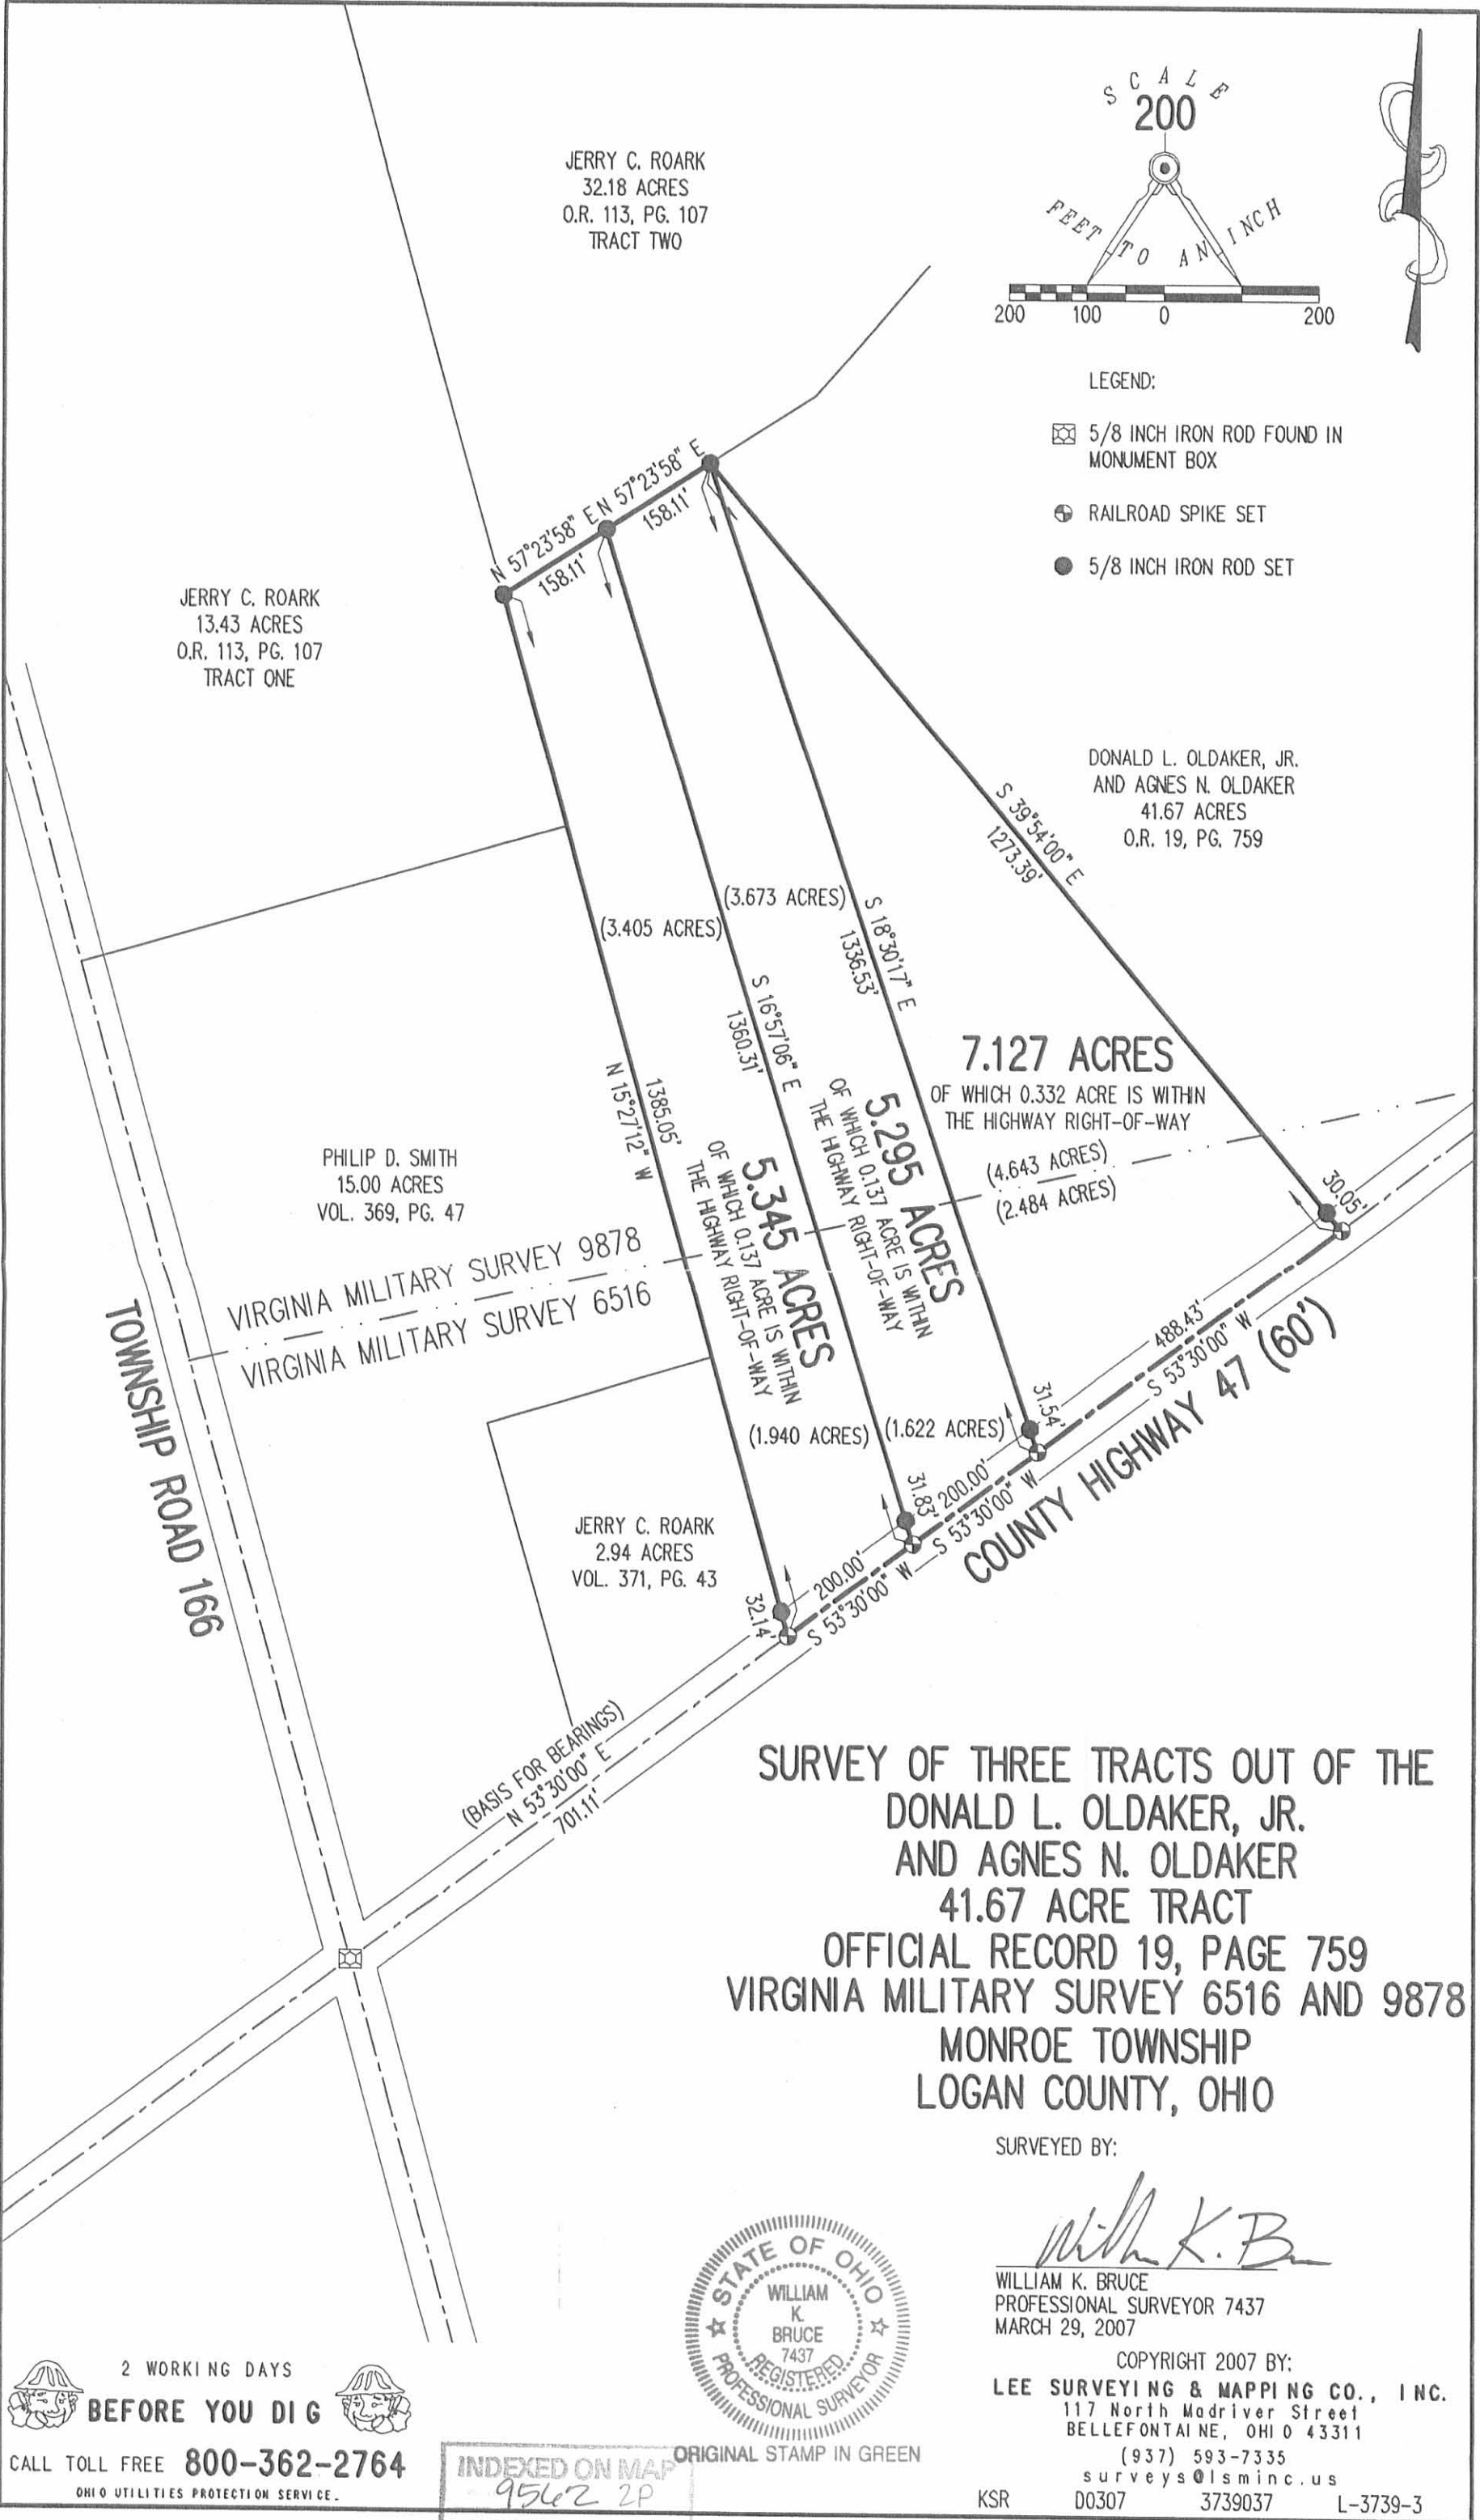 SCALE
200
FEET TO AN INCH
200 100 0 200
LEGEND:
5/8 INCH IRON ROD FOUND IN
MONUMENT BOX
RAILROAD SPIKE SET
5/8 INCH IRON ROD SET
JERRY C. ROARK
32.18 ACRES
O.R. 113, PG. 107
TRACT TWO
N 57°23'58" E
158.11'
N 57°23'58" E
158.11'
JERRY C. ROARK
13.43 ACRES
O.R. 113, PG. 107
TRACT ONE
DONALD L. OLDAKER, JR.
AND AGNES N. OLDAKER
41.67 ACRES
O.R. 19, PG. 759
S 39°54'00" E
1273.39'
(3.673 ACRES)
(3.405 ACRES)
S 18°30'17" E
1336.53'
S 16°57'06" E
1360.31'
1385.05'
N 15°27'12" W
7.127 ACRES
OF WHICH 0.332 ACRE IS WITHIN
THE HIGHWAY RIGHT-OF-WAY
(4.643 ACRES)
(2.484 ACRES)
5.295 ACRES
OF WHICH 0.137 ACRE IS WITHIN
THE HIGHWAY RIGHT-OF-WAY
5.345 ACRES
OF WHICH 0.137 ACRE IS WITHIN
THE HIGHWAY RIGHT-OF-WAY
PHILIP D. SMITH
15.00 ACRES
VOL. 369, PG. 47
VIRGINIA MILITARY SURVEY 9878
VIRGINIA MILITARY SURVEY 6516
TOWNSHIP ROAD 166
30.05'
488.43'
S 53°30'00" W
COUNTY HIGHWAY 47 (60')
31.54'
(1.940 ACRES)
(1.622 ACRES)
31.83'
200.00'
S 53°30'00" W
200.00'
S 53°30'00" W
32.14'
JERRY C. ROARK
2.94 ACRES
VOL. 371, PG. 43
(BASIS FOR BEARINGS)
N 53°30'00" E
701.11'
SURVEY OF THREE TRACTS OUT OF THE
DONALD L. OLDAKER, JR.
AND AGNES N. OLDAKER
41.67 ACRE TRACT
OFFICIAL RECORD 19, PAGE 759
VIRGINIA MILITARY SURVEY 6516 AND 9878
MONROE TOWNSHIP
LOGAN COUNTY, OHIO
SURVEYED BY:
Will K. B
WILLIAM K. BRUCE
PROFESSIONAL SURVEYOR 7437
MARCH 29, 2007
COPYRIGHT 2007 BY:
LEE SURVEYING & MAPPING CO., INC.
117 North Madriver Street
BELLEFONTAINE, OHIO 43311
(937) 593-7335
surveys@lsminc.us
KSR D0307 3739037 L-3739-3
STATE OF OHIO
WILLIAM
K.
BRUCE
7437
REGISTERED
PROFESSIONAL SURVEYOR
ORIGINAL STAMP IN GREEN
INDEXED ON MAP
9562 2P
2 WORKING DAYS
BEFORE YOU DIG
CALL TOLL FREE 800-362-2764
OHIO UTILITIES PROTECTION SERVICE.